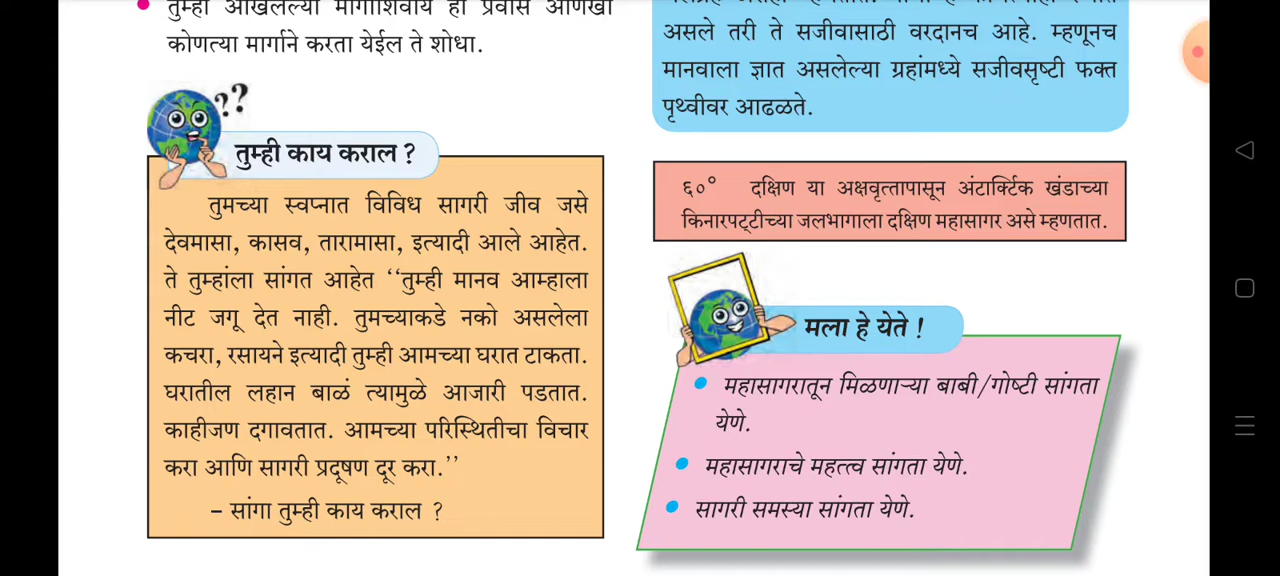 तुम्ही आखलेल्या मार्गाशिवाय हा प्रवास आणखी
कोणत्या मार्गाने करता येईल ते शोधा.
??
तुम्ही काय कराल ?
तुमच्या स्वप्नात विविध सागरी जीव जसे
देवमासा, कासव, तारामासा, इत्यादी आले आहेत.
ते तुम्हांला सांगत आहेत ‘‘तुम्ही मानव आम्हाला
नीट जगू देत नाही. तुमच्याकडे नको असलेला
कचरा, रसायने इत्यादी तुम्ही आमच्या घरात टाकता.
घरातील लहान बाळं त्यामुळे आजारी पडतात.
काहीजण दगावतात. आमच्या परिस्थितीचा विचार
करा आणि सागरी प्रदूषण दूर करा.’’
– सांगा तुम्ही काय कराल ?
असले तरी ते सजीवासाठी वरदानच आहे. म्हणूनच
मानवाला ज्ञात असलेल्या ग्रहांमध्ये सजीवसृष्टी फक्त
पृथ्वीवर आढळते.
६०° दक्षिण या अक्षवृत्तापासून अंटार्क्टिक खंडाच्या
किनारपट्टीच्या जलभागाला दक्षिण महासागर असे म्हणतात.
मला हे येते !
महासागरातून मिळणाऱ्या बाबी/गोष्टी सांगता
येणे.
महासागराचे महत्त्व सांगता येणे.
सागरी समस्या सांगता येणे.